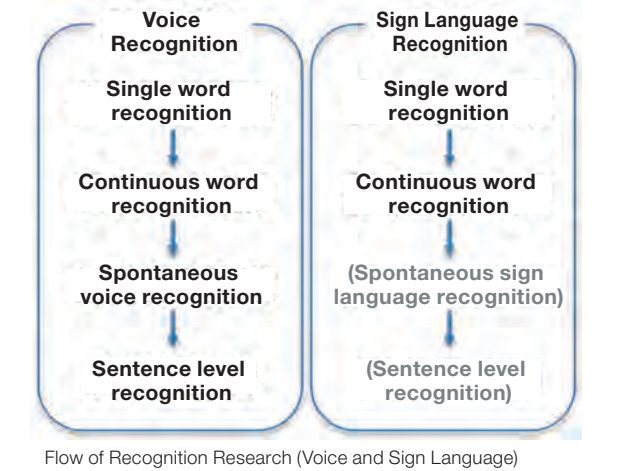 Voice
Recognition
Single word
recognition
Continuous word
recognition
Spontaneous
voice recognition
Sentence level
recognition
Sign Language
Recognition
Single word
recognition
Continuous word
recognition
(Spontaneous sign
language recognition)
(Sentence level
recognition)
Flow of Recognition Research (Voice and Sign Language)